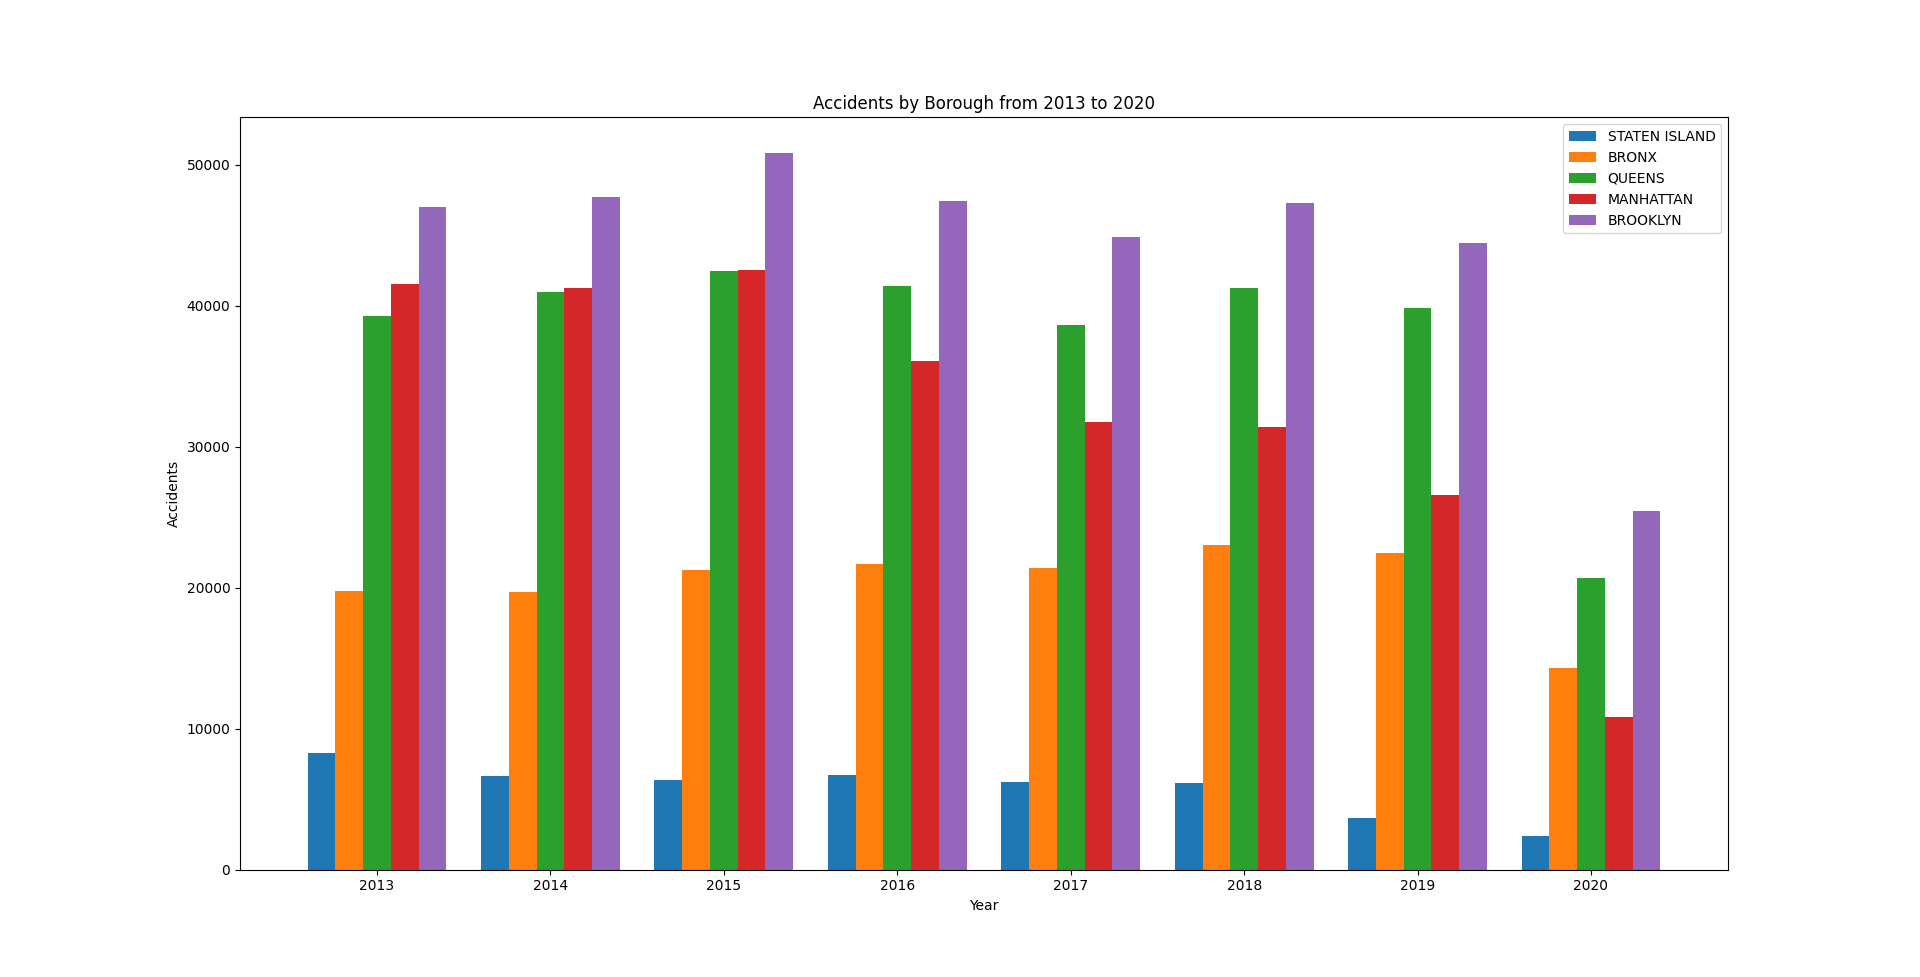 Accidents by Borough from 2013 to 2020
STATEN ISLAND
BRONX
QUEENS
MANHATTAN
BROOKLYN
50000
40000
30000
20000
10000
0
Accidents
2013 2014 2015 2016 2017 2018 2019 2020
Year